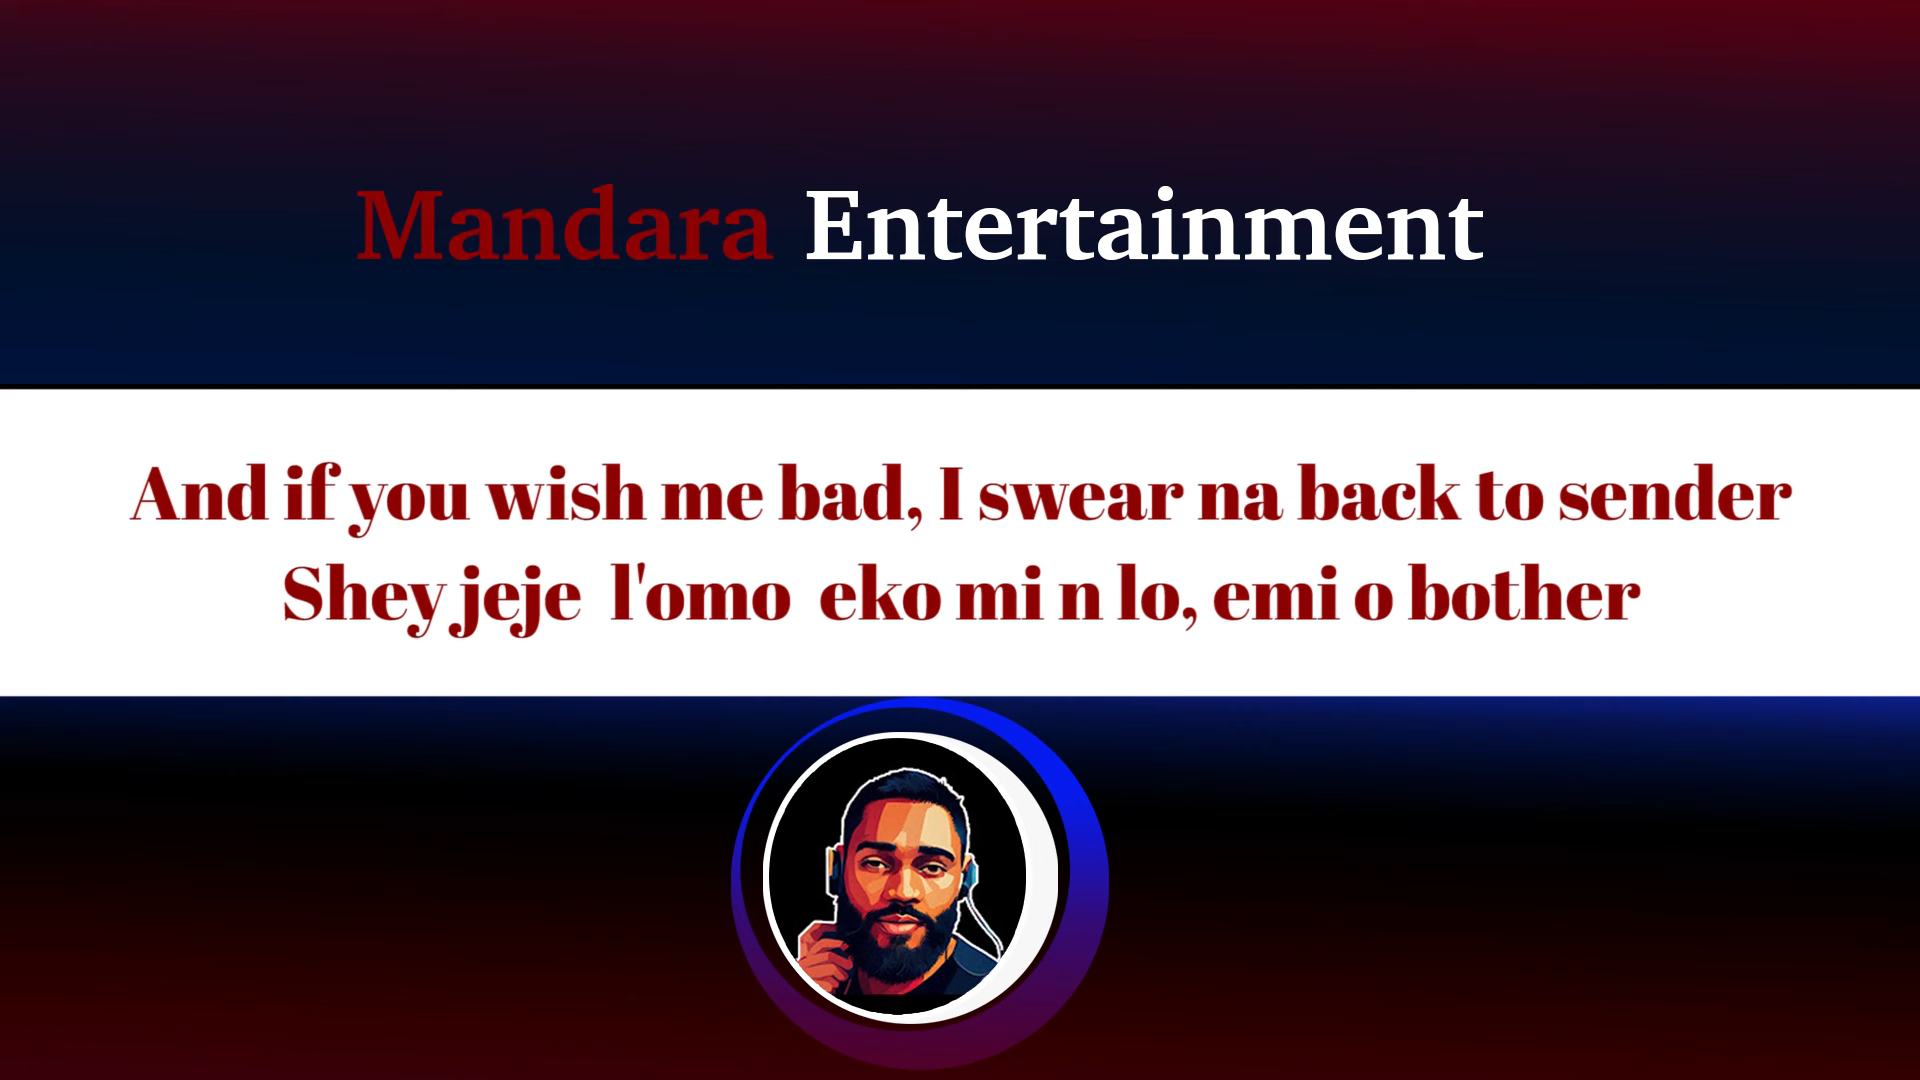 Mandara Entertainment
And if you wish me bad, I swear na back to sender
Shey jeje l'omo eko mi n lo, emi o bother